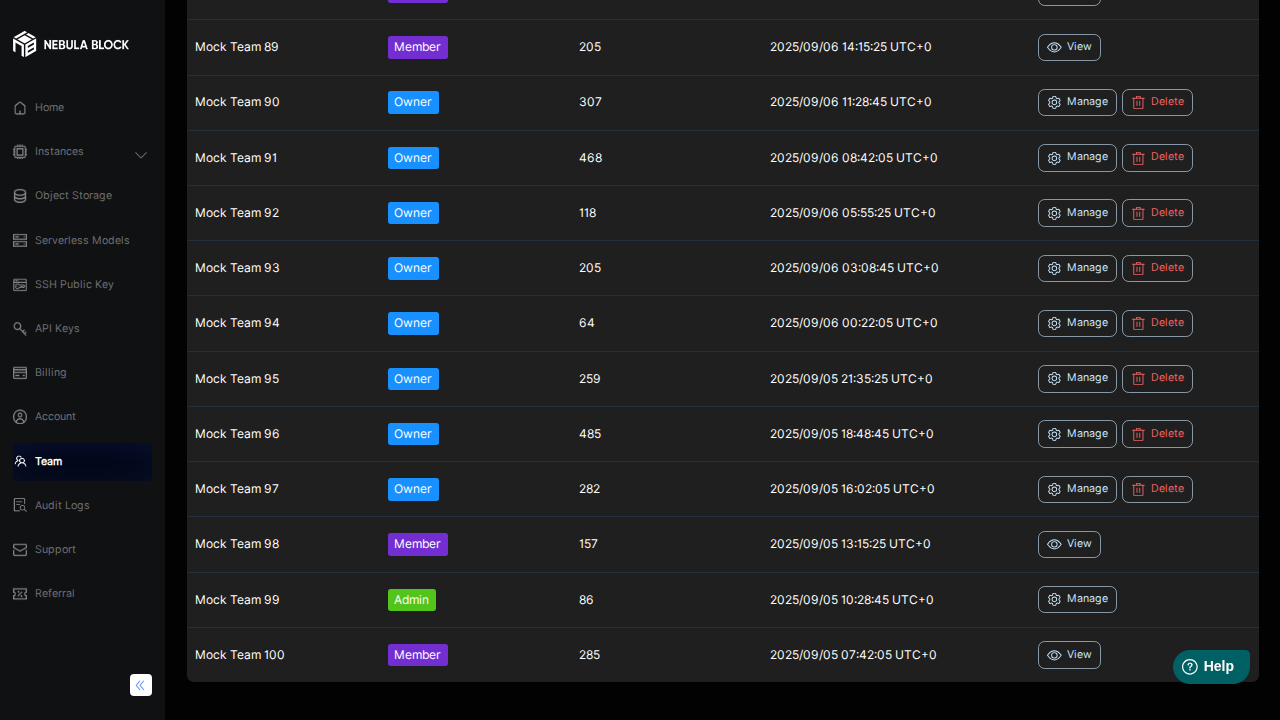 NEBULA BLOCK
Home
Instances
Object Storage
Serverless Models
SSH Public Key
API Keys
Billing
Account
Team
Audit Logs
Support
Referral
Mock Team 89 Member 205 2025/09/06 14:15:25 UTC+0 View
Mock Team 90 Owner 307 2025/09/06 11:28:45 UTC+0 Manage Delete
Mock Team 91 Owner 468 2025/09/06 08:42:05 UTC+0 Manage Delete
Mock Team 92 Owner 118 2025/09/06 05:55:25 UTC+0 Manage Delete
Mock Team 93 Owner 205 2025/09/06 03:08:45 UTC+0 Manage Delete
Mock Team 94 Owner 64 2025/09/06 00:22:05 UTC+0 Manage Delete
Mock Team 95 Owner 259 2025/09/05 21:35:25 UTC+0 Manage Delete
Mock Team 96 Owner 485 2025/09/05 18:48:45 UTC+0 Manage Delete
Mock Team 97 Owner 282 2025/09/05 16:02:05 UTC+0 Manage Delete
Mock Team 98 Member 157 2025/09/05 13:15:25 UTC+0 View
Mock Team 99 Admin 86 2025/09/05 10:28:45 UTC+0 Manage
Mock Team 100 Member 285 2025/09/05 07:42:05 UTC+0 View
Help